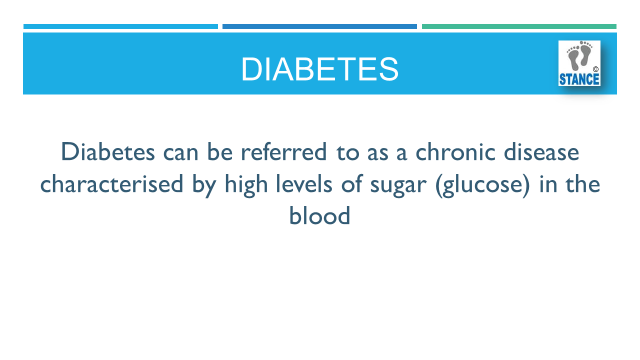 DIABETES
STANCE
Diabetes can be referred to as a chronic disease
characterised by high levels of sugar (glucose) in the
blood